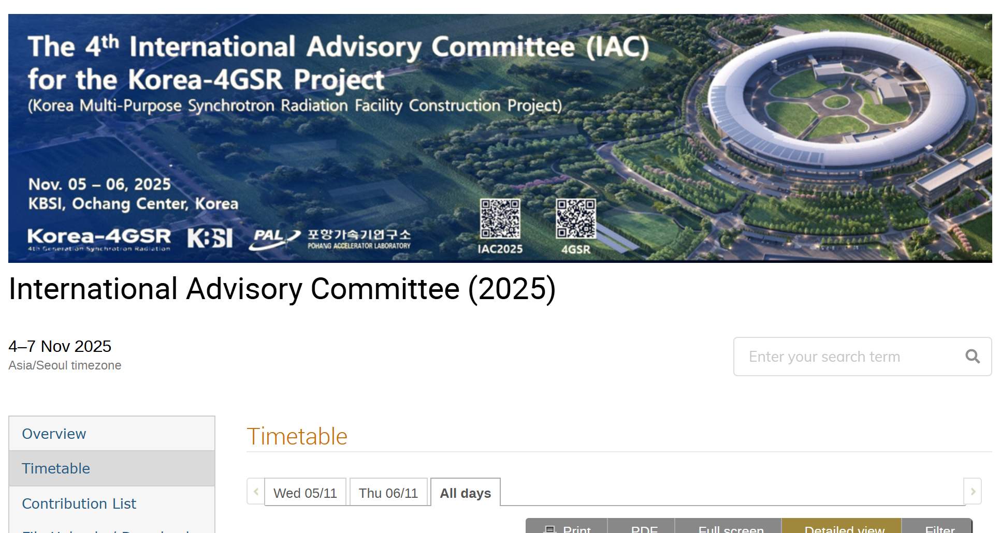 The 4th International Advisory Committee (IAC)
for the Korea-4GSR Project
(Korea Multi-Purpose Synchrotron Radiation Facility Construction Project)
Nov. 05 – 06, 2025
KBSI, Ochang Center, Korea
Korea-4GSR
4th Generation Synchrotron Radiation
KBSI
PAL
포항가속기연구소
POHANG ACCELERATOR LABORATORY
IAC2025
4GSR
International Advisory Committee (2025)
4–7 Nov 2025
Asia/Seoul timezone
Enter your search term
Overview
Timetable
Contribution List
Timetable
Wed 05/11
Thu 06/11
All days
Print
PDF
Full screen
Detailed view
Filter